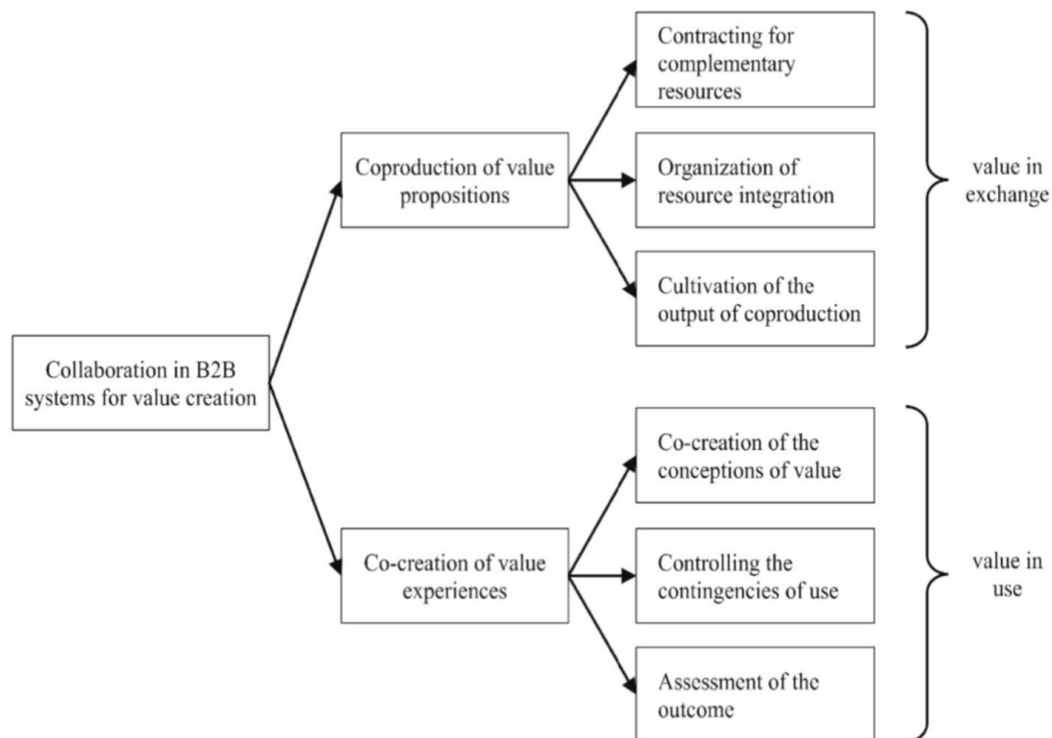 Contracting for
complementary
resources
Coproduction of value
propositions
Organization of
resource integration
value in
exchange
Cultivation of the
output of coproduction
Collaboration in B2B
systems for value creation
Co-creation of the
conceptions of value
Co-creation of value
experiences
Controlling the
contingencies of use
value in
use
Assessment of the
outcome